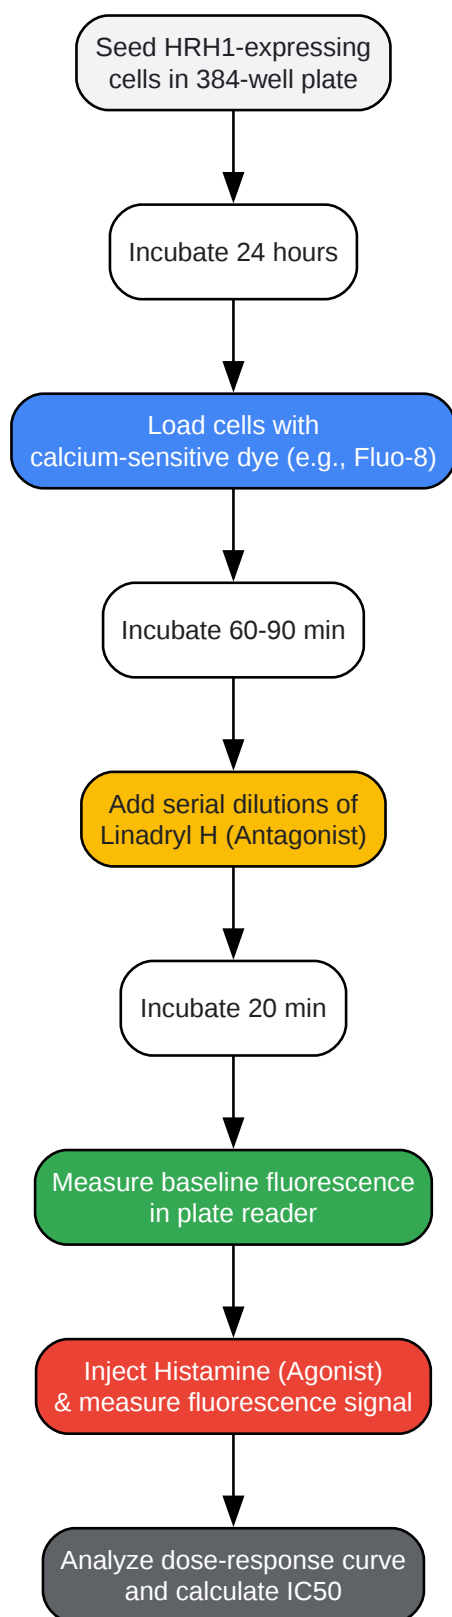 Seed HRH1-expressing
cells in 384-well plate
Incubate 24 hours
Load cells with
calcium-sensitive dye (e.g., Fluo-8)
Incubate 60-90 min
Add serial dilutions of
Linadryl H (Antagonist)
Incubate 20 min
Measure baseline fluorescence
in plate reader
Inject Histamine (Agonist)
& measure fluorescence signal
Analyze dose-response curve
and calculate IC50